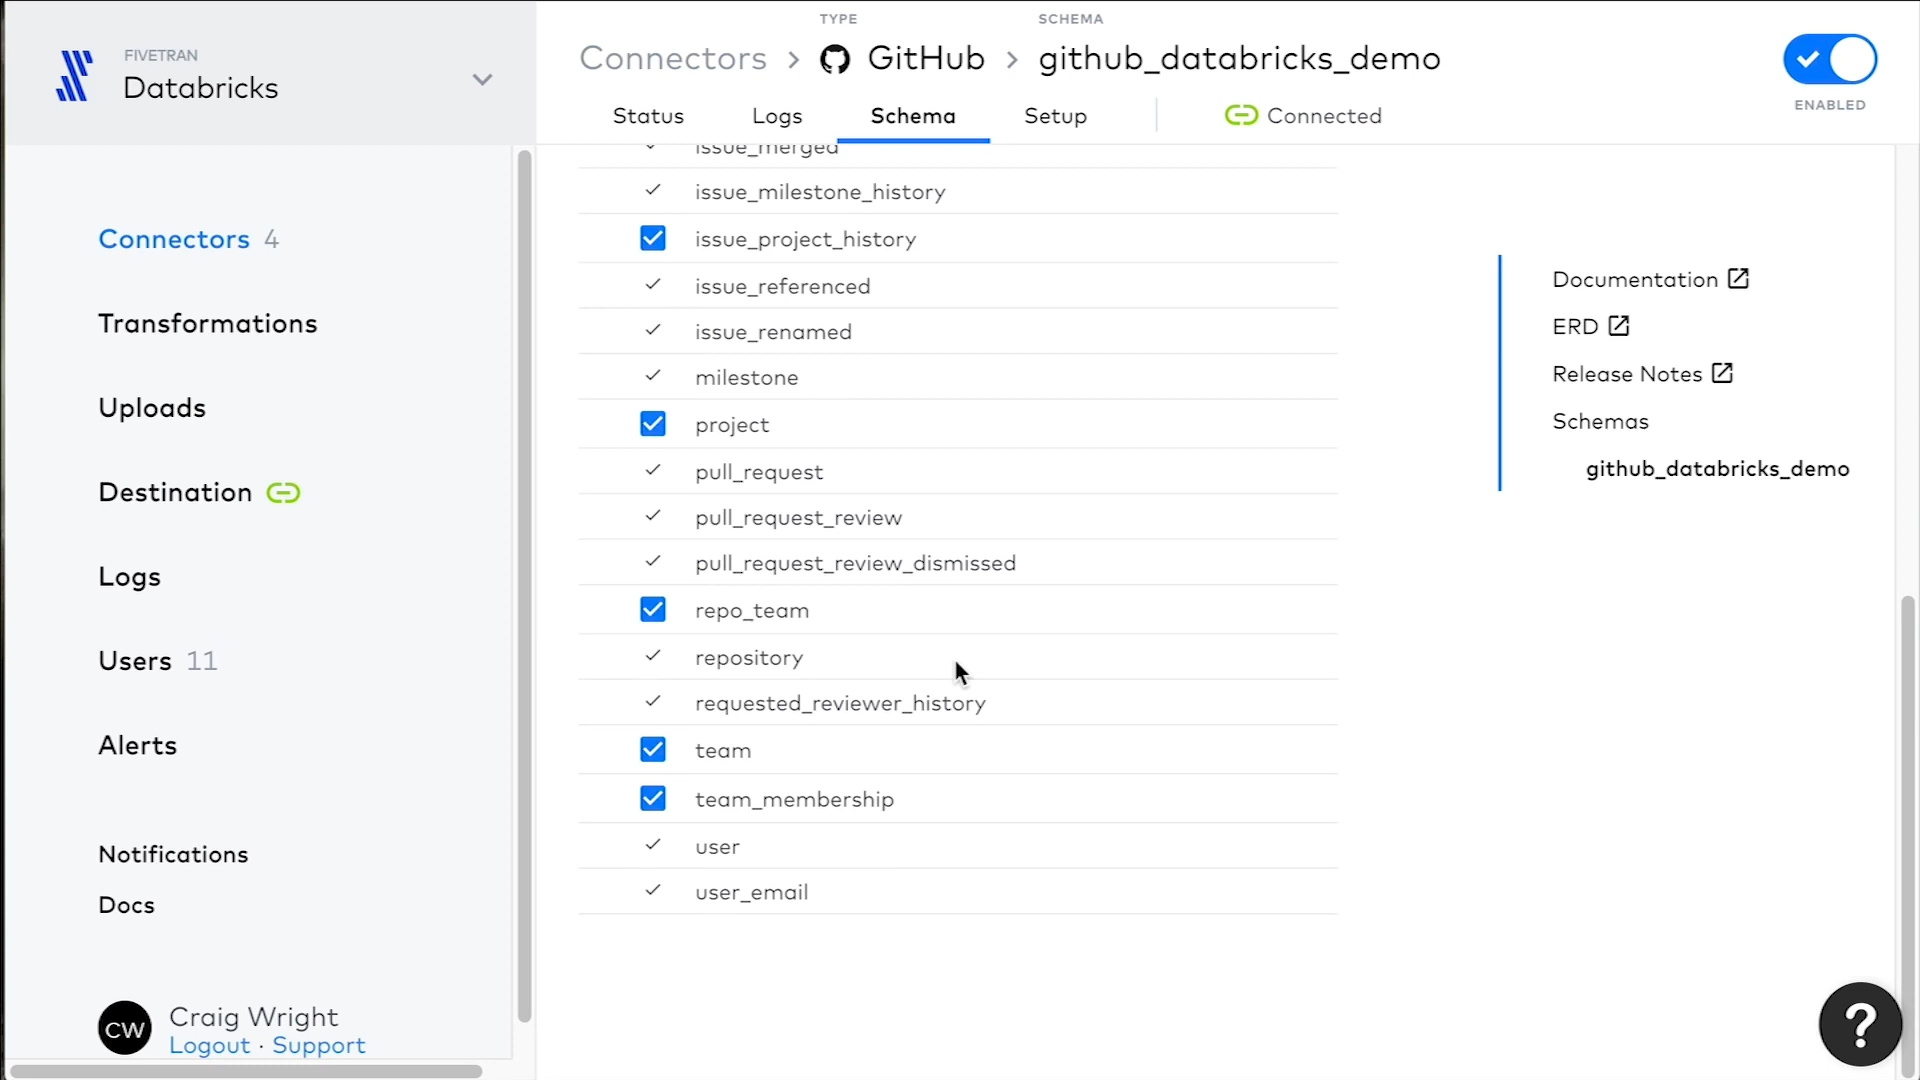 FIVETRAN
Databricks
TYPE
SCHEMA
Connectors > GitHub > github_databricks_demo
ENABLED
Status
Logs
Schema
Setup
Connected
Connectors 4
Transformations
Uploads
Destination
Logs
Users 11
Alerts
Notifications
Docs
CW
Craig Wright
Logout · Support
issue_merged
issue_milestone_history
issue_project_history
issue_referenced
issue_renamed
milestone
project
pull_request
pull_request_review
pull_request_review_dismissed
repo_team
repository
requested_reviewer_history
team
team_membership
user
user_email
Documentation
ERD
Release Notes
Schemas
github_databricks_demo
?